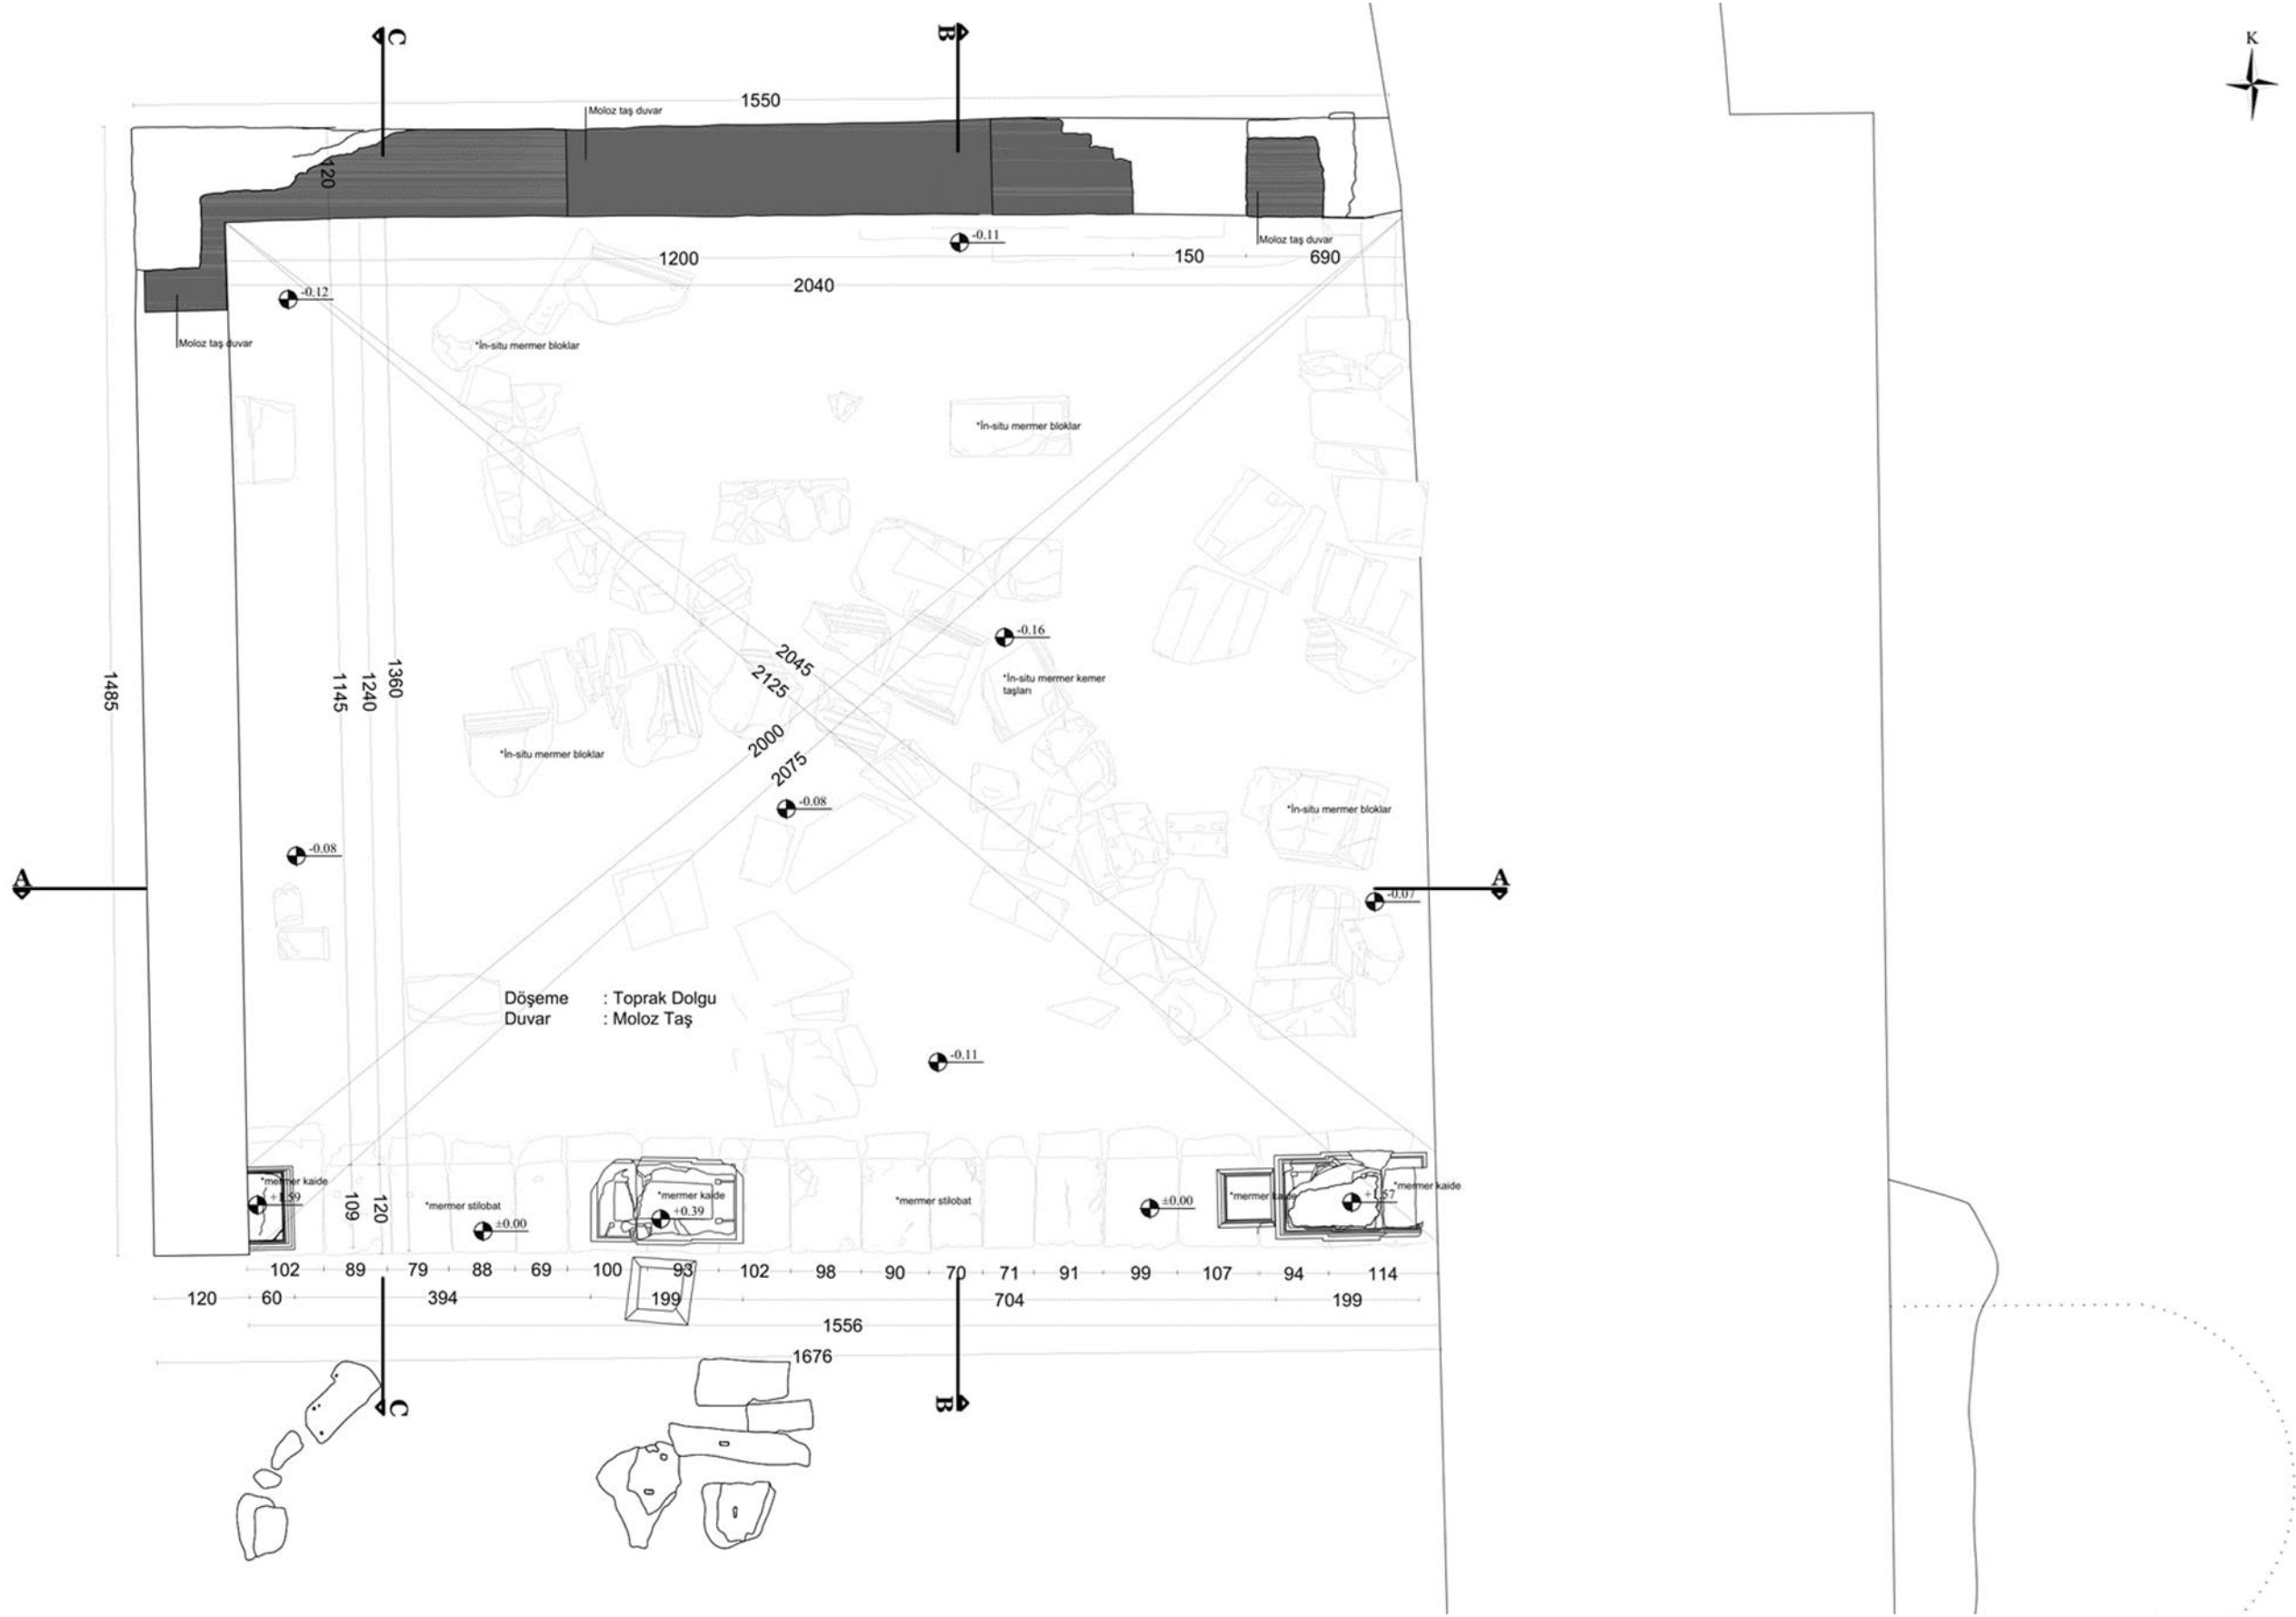 C
B
K
1550
Moloz taş duvar
120
-0.11
Moloz taş duvar
1200
150
690
2040
-0.12
Moloz taş duvar
*İn-situ mermer bloklar
*İn-situ mermer bloklar
-0.16
*İn-situ mermer kemer
taşları
2045
2125
2000
2075
1485
1145
1240
1360
*İn-situ mermer bloklar
-0.08
*İn-situ mermer bloklar
-0.08
A
A
-0.07
Döşeme : Toprak Dolgu
Duvar : Moloz Taş
-0.11
*mermer kaide
+1.59
109
120
*mermer stilobat
±0.00
*mermer kaide
+0.39
*mermer stilobat
±0.00
*mermer kaide
+1.57
*mermer kaide
102 89 79 88 69 100 93 102 98 90 70 71 91 99 107 94 114
120 60 394 199 704 199
1556
1676
C
B